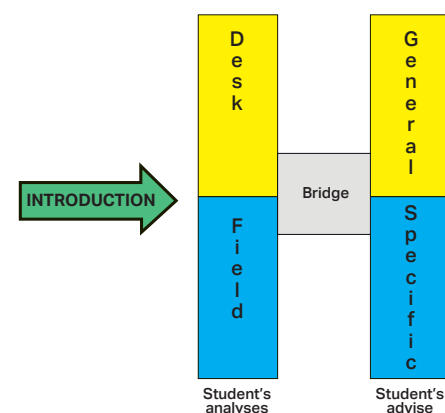 INTRODUCTION
Desk
Field
Bridge
General
Specific
Student's
analyses
Student's
advise